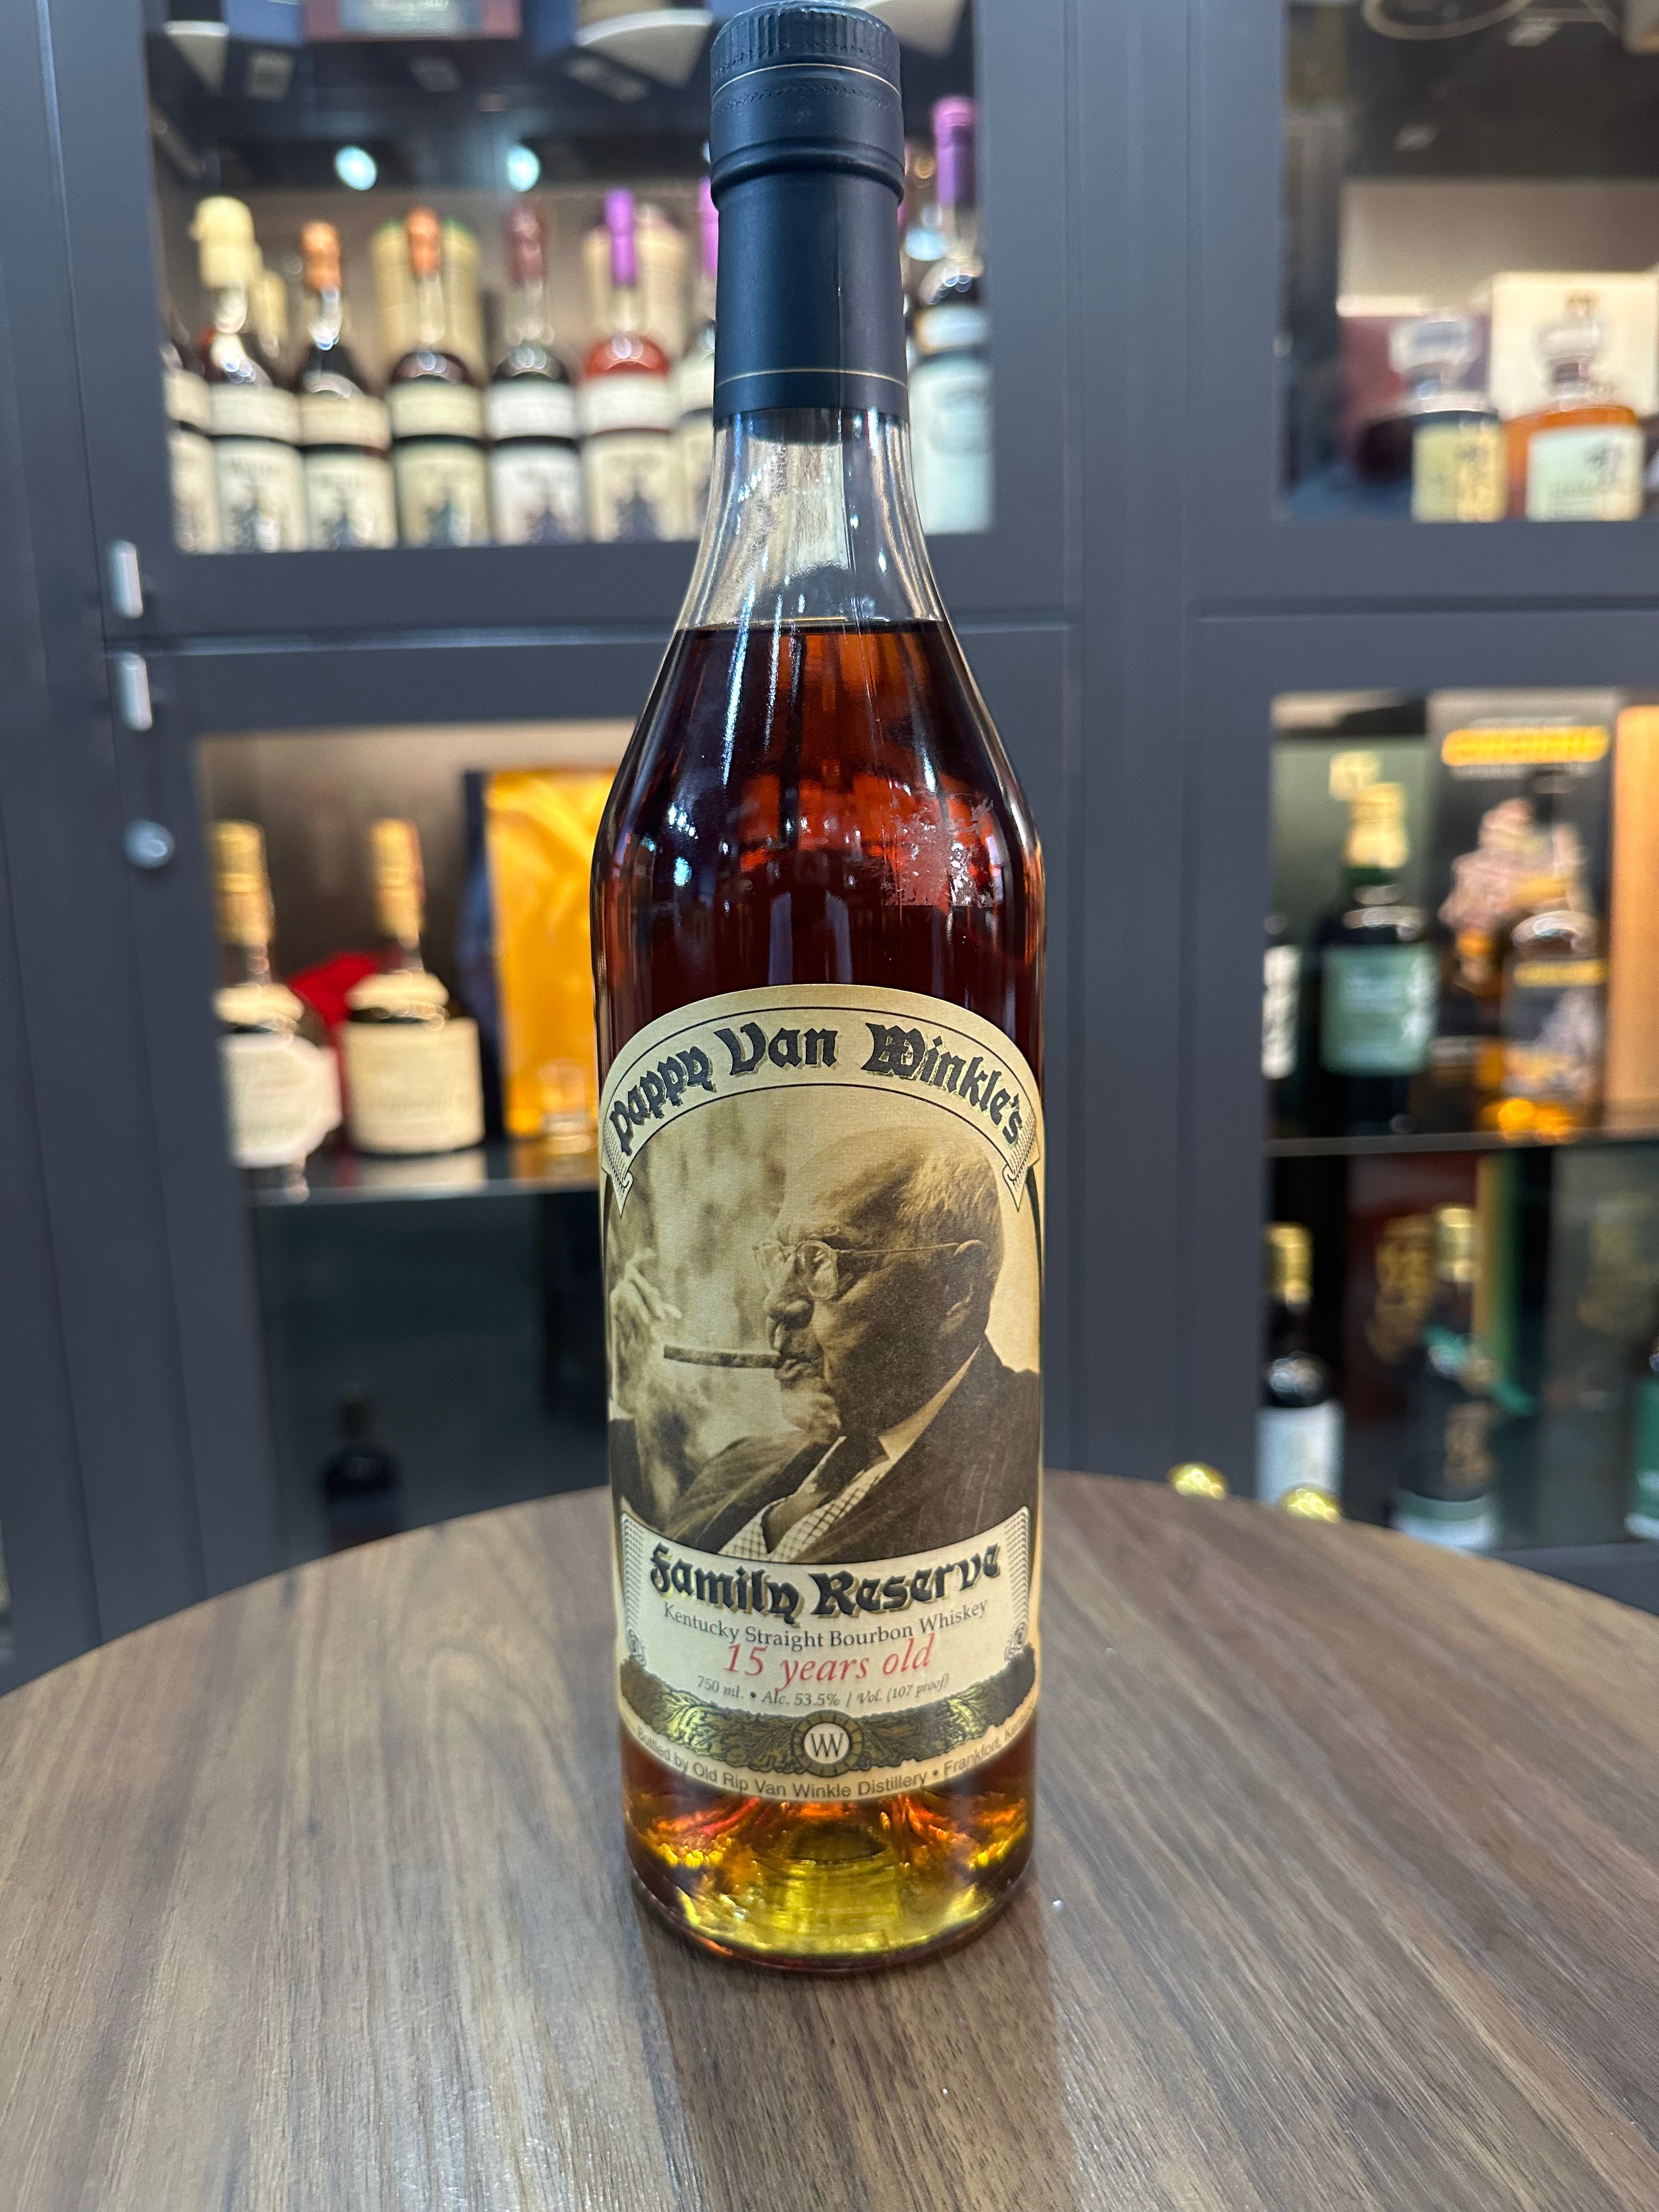 Pappy Van Winkle's
Family Reserve
Kentucky Straight Bourbon Whiskey
15 years old
750 ml. • Alc. 53.5% / Vol. (107 proof)
VW
Bottled by Old Rip Van Winkle Distillery • Frankfort,